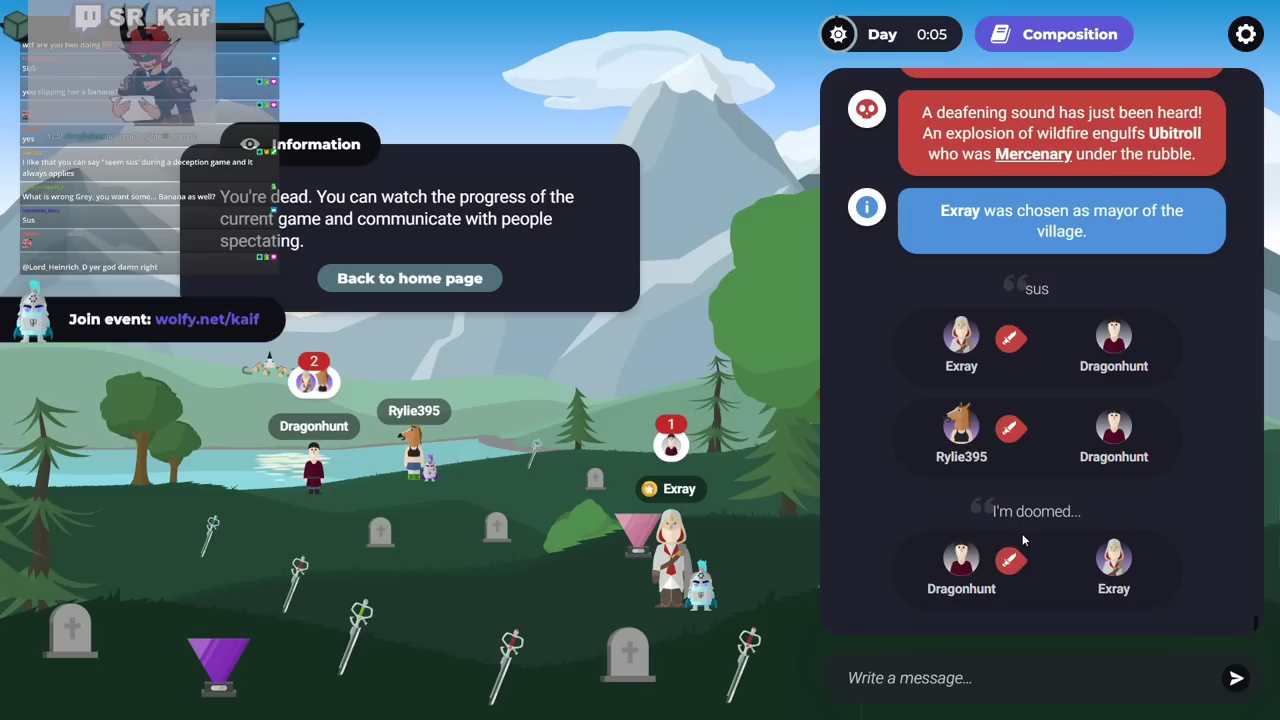 SR_Kaif
wtf are you two doing
sus
you slipping her a banana?
yes
I like that you can say "seem sus" during a deception game and it
always applies
What is wrong Grey, you want some... Banana as well?
Sus
@Lord_Heinrich_D yer god damn right
Information
You're dead. You can watch the progress of the
current game and communicate with people
spectating.
Back to home page
Join event: wolfy.net/kaif
2
Dragonhunt
Rylie395
1
Exray
Day 0:05
Composition
A deafening sound has just been heard!
An explosion of wildfire engulfs Ubitroll
who was Mercenary under the rubble.
Exray was chosen as mayor of the
village.
sus
Exray Dragonhunt
Rylie395 Dragonhunt
I'm doomed...
Dragonhunt Exray
Write a message...